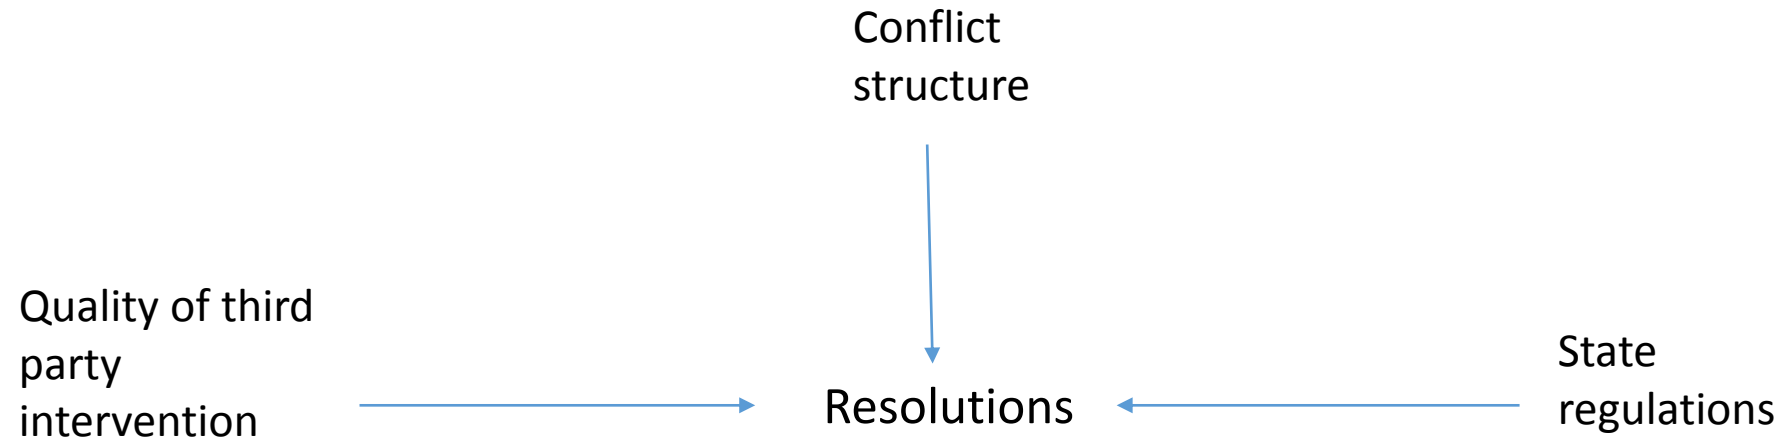 Conflict
structure
Quality of third
party
intervention
Resolutions
State
regulations